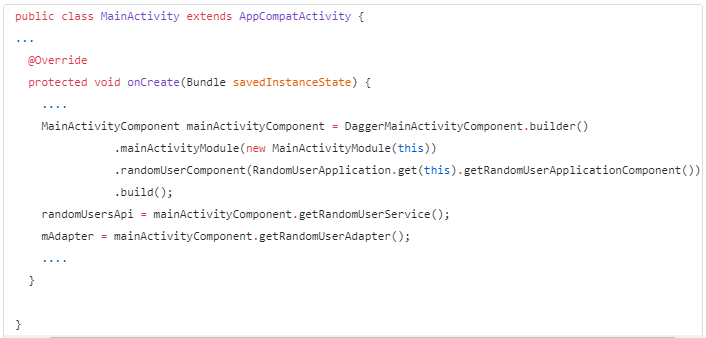 public class MainActivity extends AppCompatActivity {
...
@Override
protected void onCreate(Bundle savedInstanceState) {
....
MainActivityComponent mainActivityComponent = DaggerMainActivityComponent.builder()
.mainActivityModule(new MainActivityModule(this))
.randomUserComponent(RandomUserApplication.get(this).getRandomUserApplicationComponent())
.build();
randomUsersApi = mainActivityComponent.getRandomUserService();
mAdapter = mainActivityComponent.getRandomUserAdapter();
....
}
}